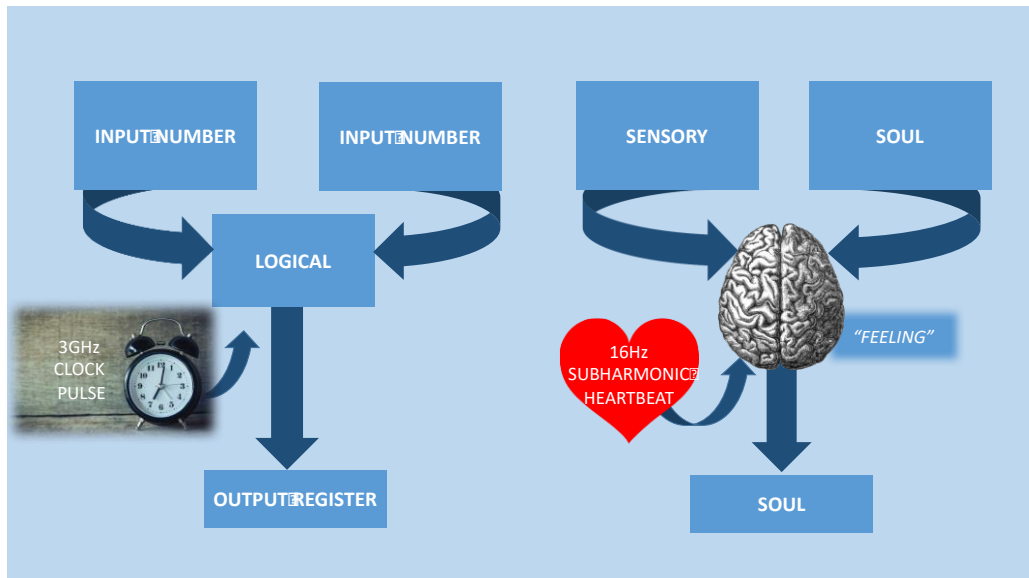 INPUT NUMBER
INPUT NUMBER
LOGICAL
3GHz
CLOCK
PULSE
OUTPUT REGISTER
SENSORY
SOUL
16Hz
SUBHARMONIC
HEARTBEAT
“FEELING”
SOUL